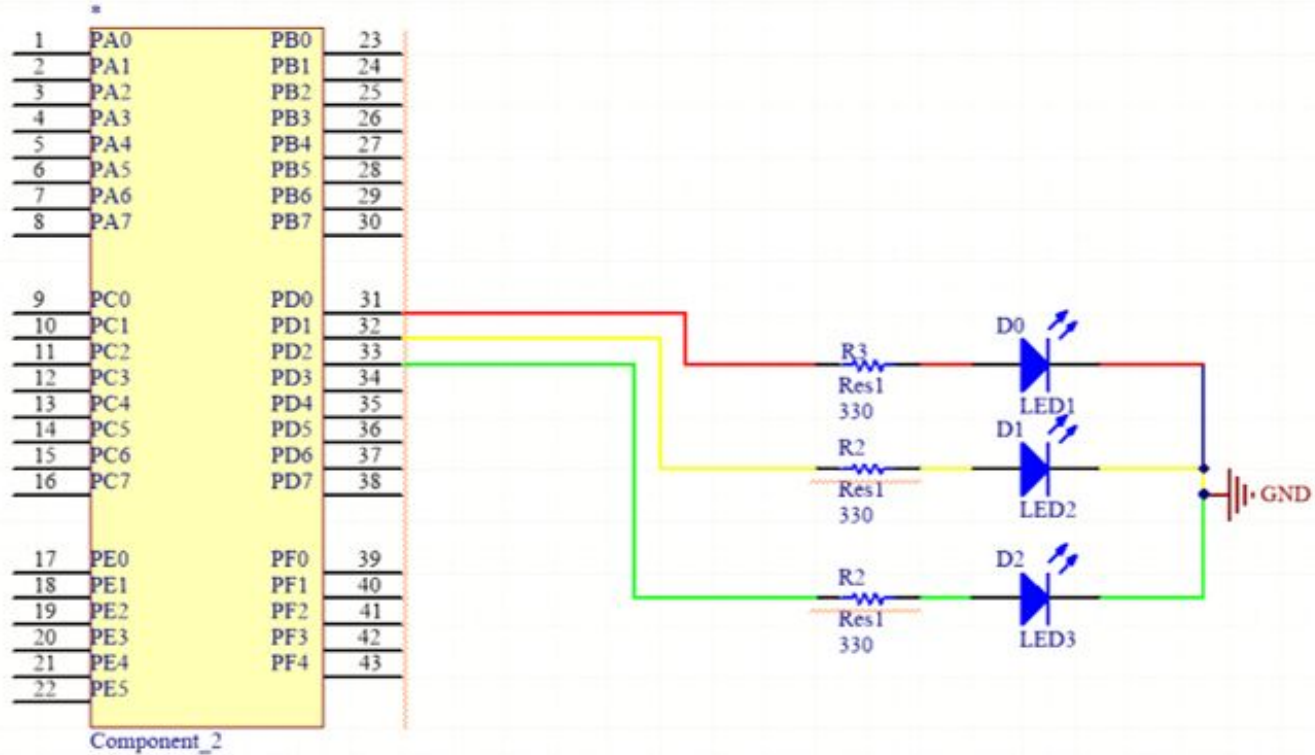 *
1 PA0 PB0 23
2 PA1 PB1 24
3 PA2 PB2 25
4 PA3 PB3 26
5 PA4 PB4 27
6 PA5 PB5 28
7 PA6 PB6 29
8 PA7 PB7 30
9 PC0 PD0 31
10 PC1 PD1 32
11 PC2 PD2 33
12 PC3 PD3 34
13 PC4 PD4 35
14 PC5 PD5 36
15 PC6 PD6 37
16 PC7 PD7 38
17 PE0 PF0 39
18 PE1 PF1 40
19 PE2 PF2 41
20 PE3 PF3 42
21 PE4 PF4 43
22 PE5
Component_2
R3
Res1
330
D0
LED1
R2
Res1
330
D1
LED2
R2
Res1
330
D2
LED3
GND